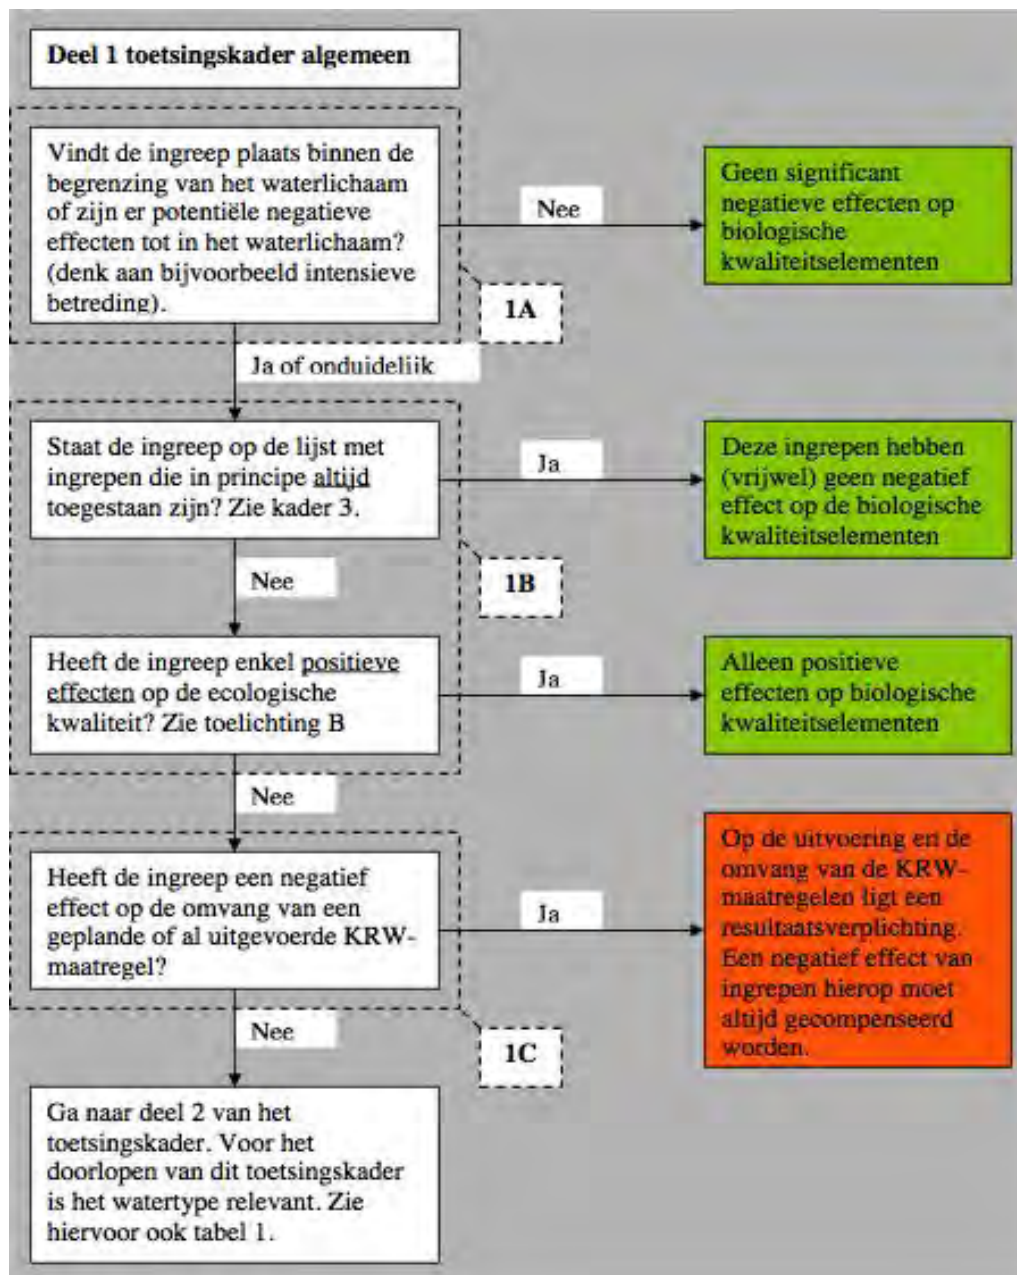 Deel 1 toetsingskader algemeen
Vindt de ingreep plaats binnen de
begrenzing van het waterlichaam
of zijn er potentiële negatieve
effecten tot in het waterlichaam?
(denk aan bijvoorbeeld intensieve
betreding).
Nee
Geen significant
negatieve effecten op
biologische
kwaliteitselementen
1A
Ja of onduidelijk
Staat de ingreep op de lijst met
ingrepen die in principe altijd
toegestaan zijn? Zie kader 3.
Ja
Deze ingrepen hebben
(vrijwel) geen negatief
effect op de biologische
kwaliteitselementen
Nee
1B
Heeft de ingreep enkel positieve
effecten op de ecologische
kwaliteit? Zie toelichting B
Ja
Alleen positieve
effecten op biologische
kwaliteitselementen
Nee
Heeft de ingreep een negatief
effect op de omvang van een
geplande of al uitgevoerde KRW-
maatregel?
Ja
Op de uitvoering en de
omvang van de KRW-
maatregelen ligt een
resultaatsverplichting.
Een negatief effect van
ingrepen hierop moet
altijd gecompenseerd
worden.
Nee
1C
Ga naar deel 2 van het
toetsingskader. Voor het
doorlopen van dit toetsingskader
is het watertype relevant. Zie
hiervoor ook tabel 1.